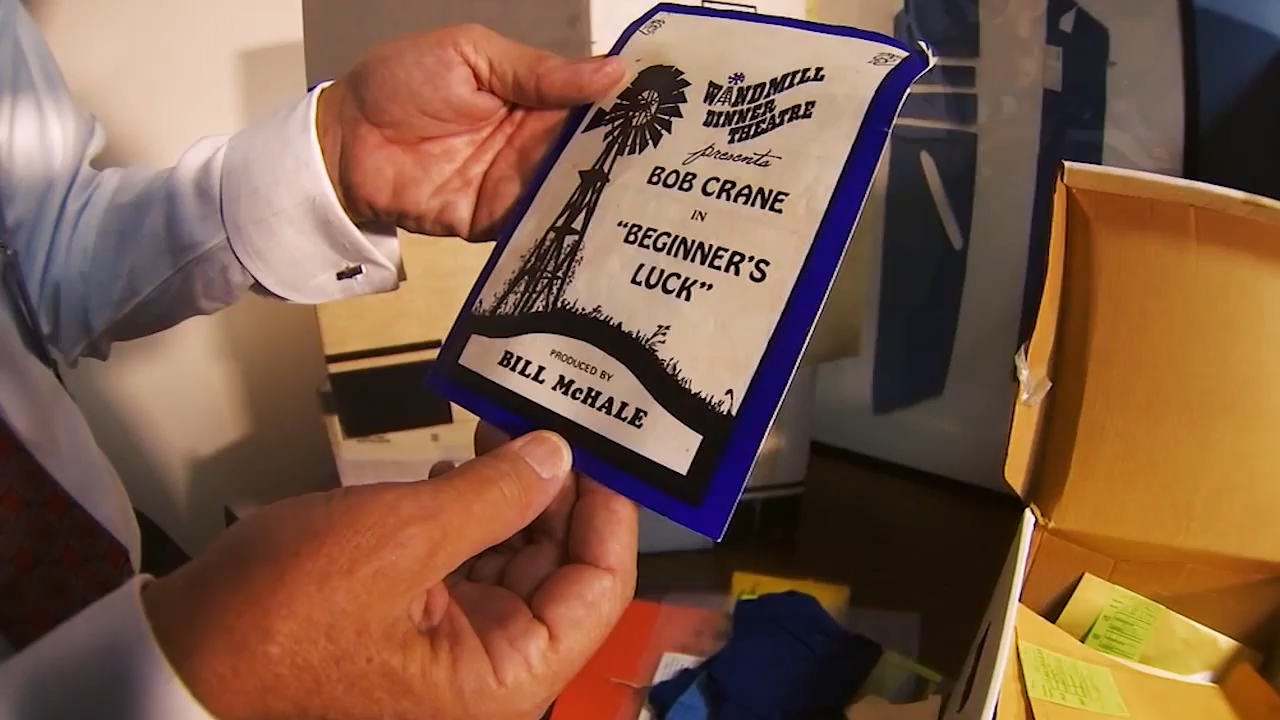 WINDMILL
DINNER
THEATRE
presents
BOB CRANE
IN
"BEGINNER'S
LUCK"
PRODUCED BY
BILL McHALE